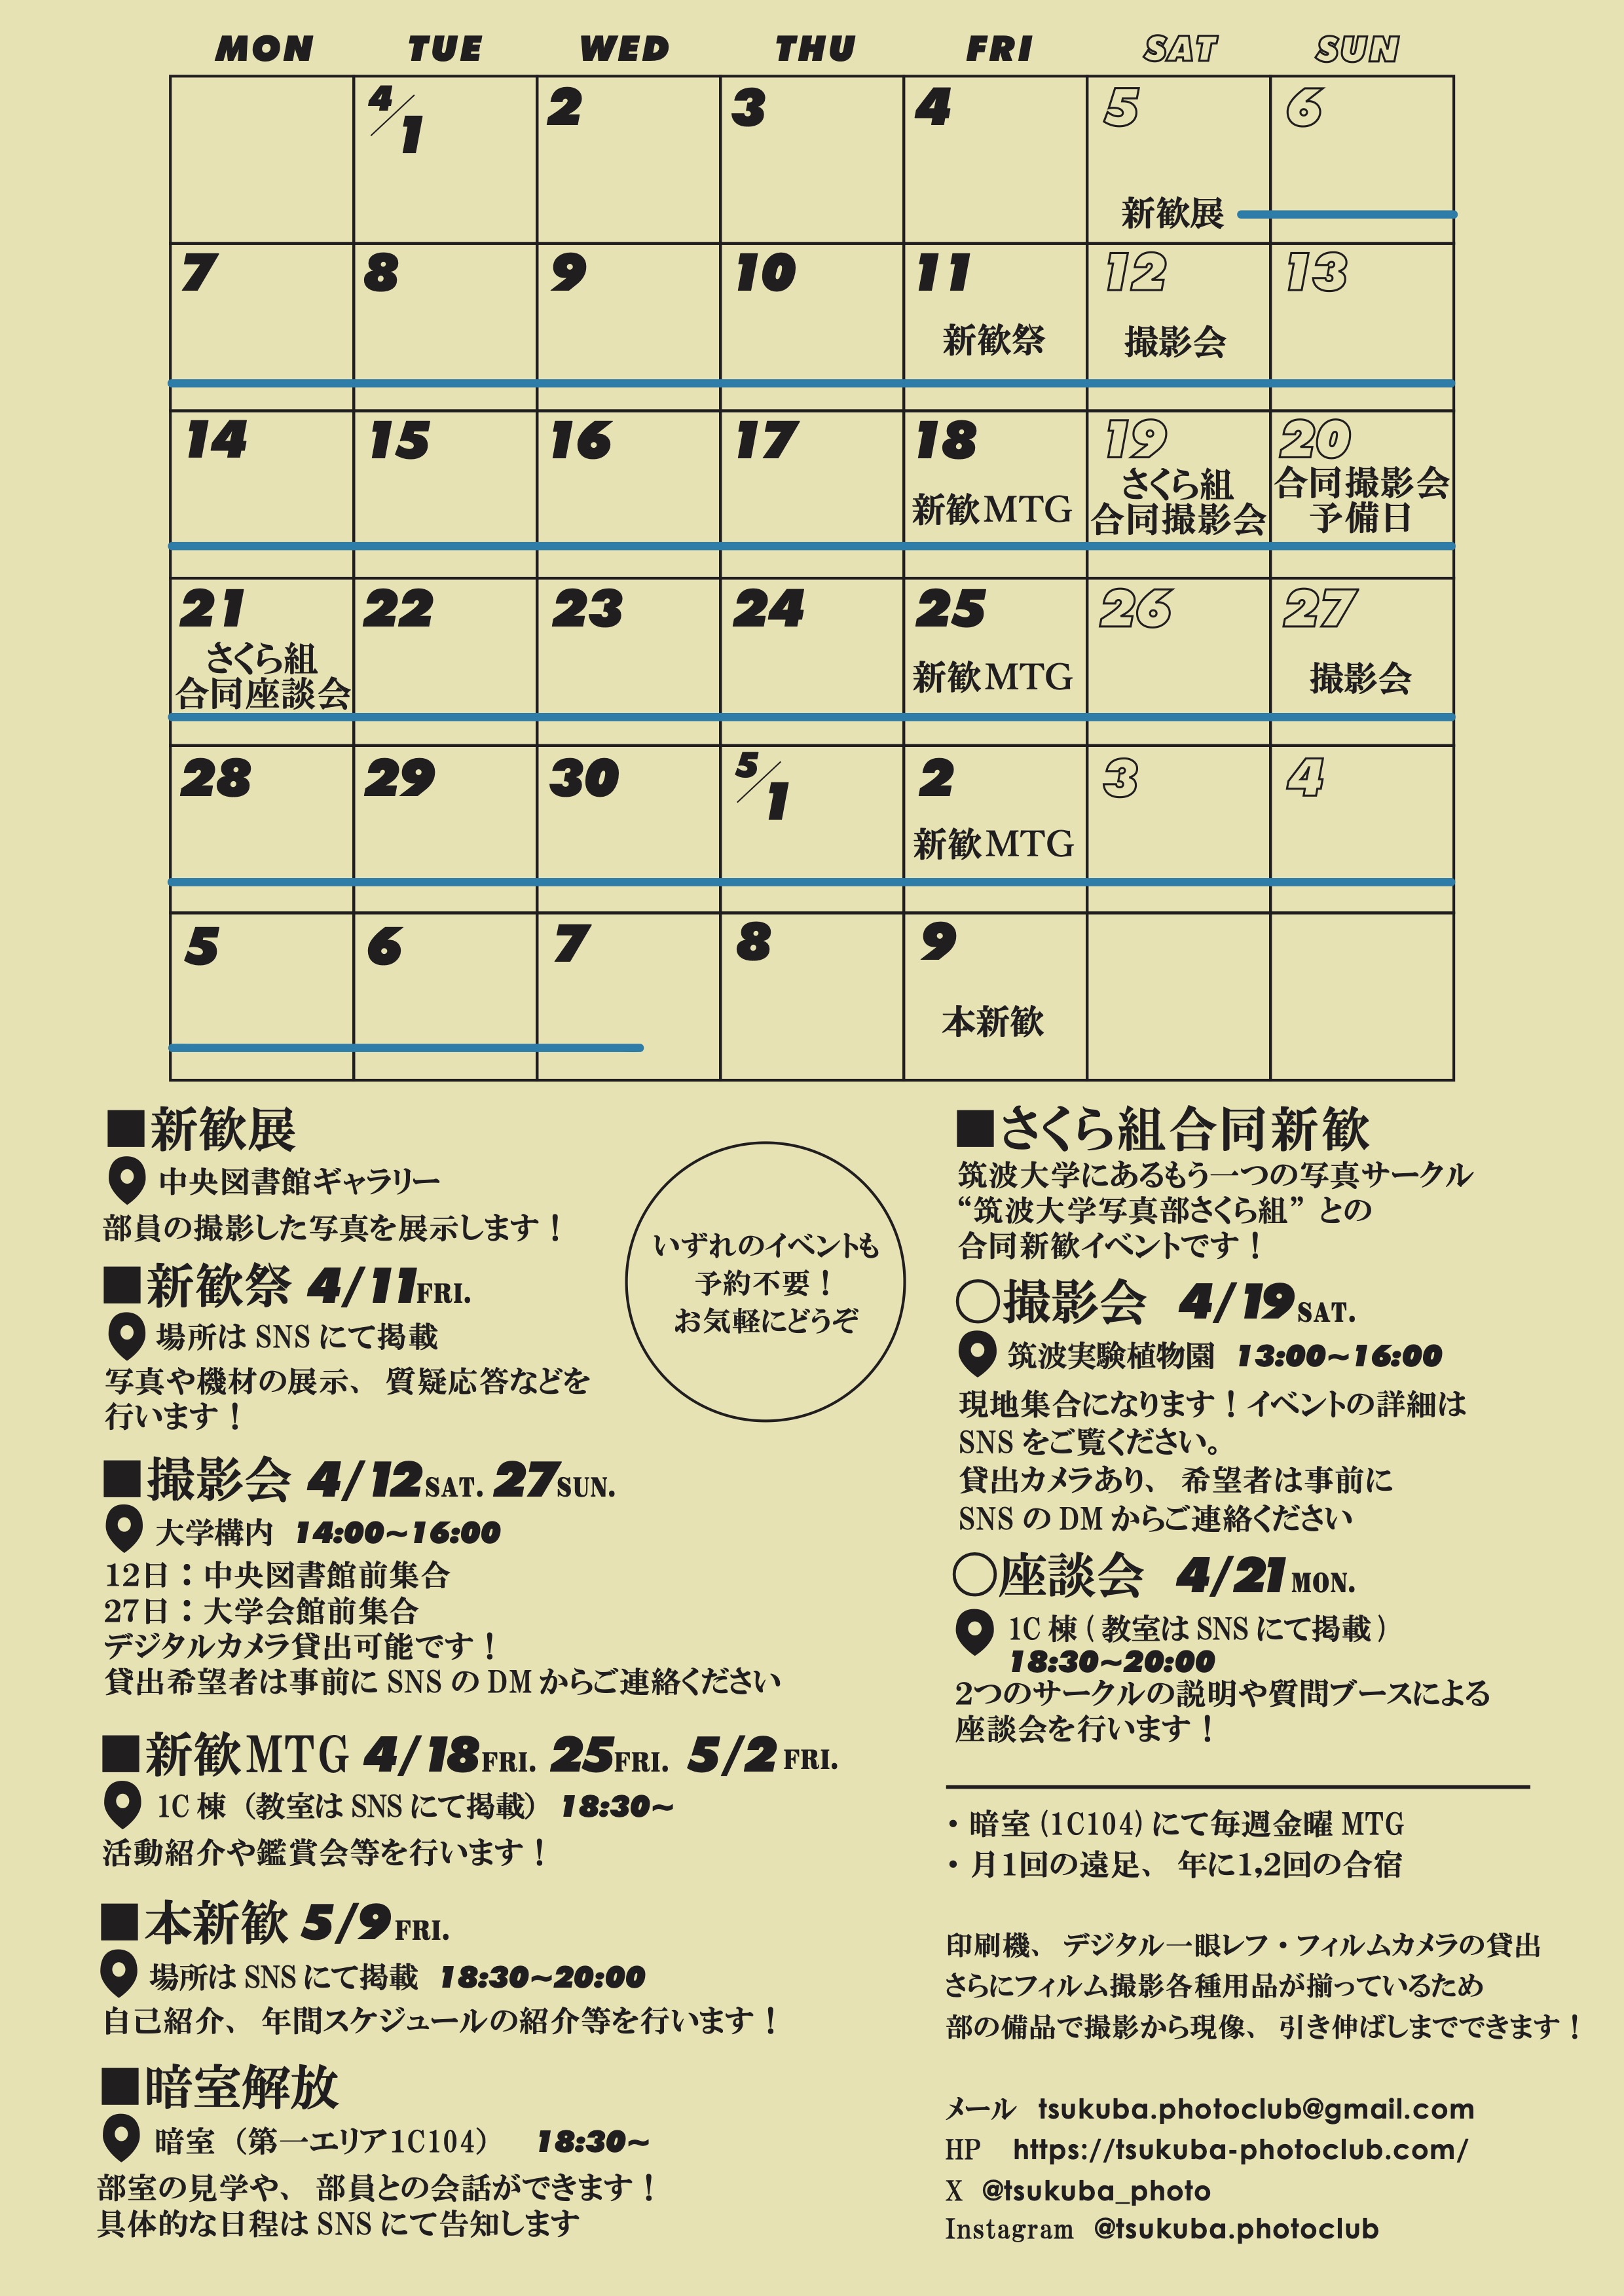 MON TUE WED THU FRI SAT SUN
4/1 2 3 4 5 6
新歓展
7 8 9 10 11 12 13
新歓祭 撮影会
14 15 16 17 18 19 20
新歓MTG さくら組 合同撮影会
合同撮影会 予備日
21 22 23 24 25 26 27
さくら組 新歓MTG 撮影会
合同座談会
28 29 30 5/1 2 3 4
新歓MTG
5 6 7 8 9
本新歓
■新歓展
中央図書館ギャラリー
部員の撮影した写真を展示します！
■新歓祭 4/11FRI.
場所は SNS にて掲載
写真や機材の展示、質疑応答などを
行います！
いずれのイベントも
予約不要！
お気軽にどうぞ
■撮影会 4/12SAT. 27SUN.
大学構内 14:00~16:00
12日：中央図書館前集合
27日：大学会館前集合
デジタルカメラ貸出可能です！
貸出希望者は事前に SNS の DM からご連絡ください
■新歓MTG 4/18FRI. 25FRI. 5/2 FRI.
1C 棟（教室は SNS にて掲載） 18:30~
活動紹介や鑑賞会等を行います！
■本新歓 5/9FRI.
場所は SNS にて掲載 18:30~20:00
自己紹介、年間スケジュールの紹介等を行います！
■暗室解放
暗室（第一エリア1C104） 18:30~
部室の見学や、部員との会話ができます！
具体的な日程は SNS にて告知します
■さくら組合同新歓
筑波大学にあるもう一つの写真サークル
“筑波大学写真部さくら組” との
合同新歓イベントです！
○撮影会 4/19SAT.
筑波実験植物園 13:00~16:00
現地集合になります！イベントの詳細は
SNS をご覧ください。
貸出カメラあり、希望者は事前に
SNS の DM からご連絡ください
○座談会 4/21MON.
1C 棟 ( 教室は SNS にて掲載 )
18:30~20:00
2つのサークルの説明や質問ブースによる
座談会を行います！
・暗室 (1C104) にて毎週金曜 MTG
・月1回の遠足、年に1,2回の合宿
印刷機、デジタル一眼レフ・フィルムカメラの貸出
さらにフィルム撮影各種用品が揃っているため
部の備品で撮影から現像、引き伸ばしまでできます！
メール tsukuba.photoclub@gmail.com
HP https://tsukuba-photoclub.com/
X @tsukuba_photo
Instagram @tsukuba.photoclub